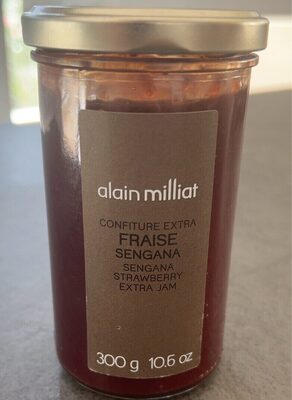 alain milliat
CONFITURE EXTRA
FRAISE
SENGANA
SENGANA
STRAWBERRY
EXTRA JAM
300 g 10.6 oz